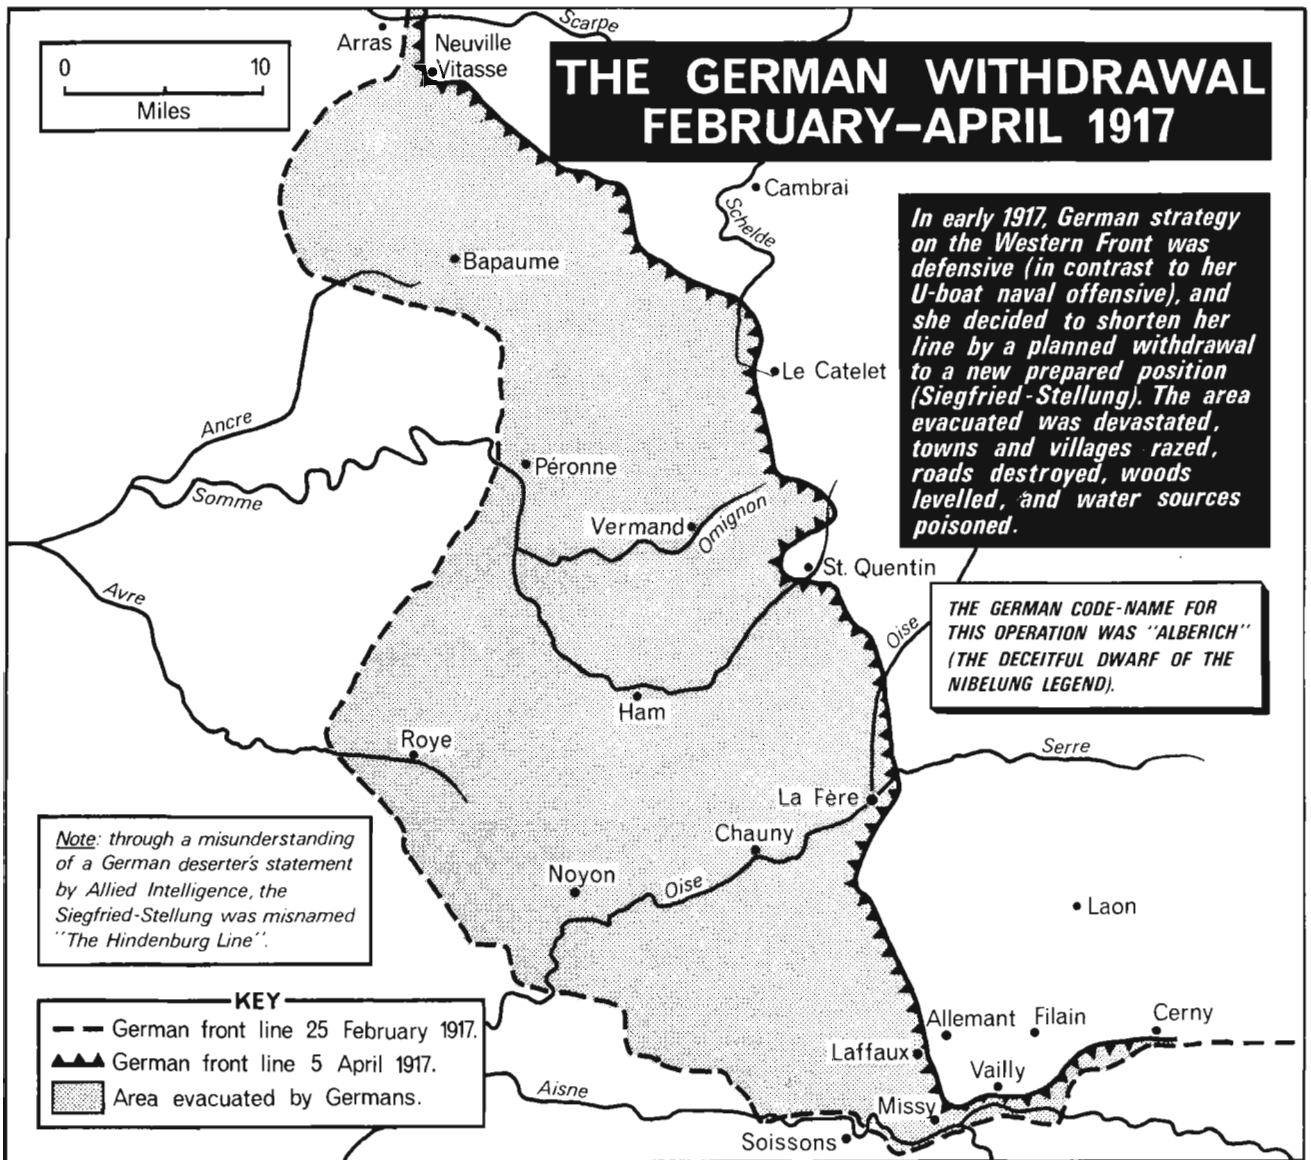 Scarpe
Arras
Neuville
Vitasse
0 10
Miles
THE GERMAN WITHDRAWAL
FEBRUARY–APRIL 1917
Cambrai
Schelde
In early 1917, German strategy
on the Western Front was
defensive (in contrast to her
U-boat naval offensive), and
she decided to shorten her
line by a planned withdrawal
to a new prepared position
(Siegfried-Stellung). The area
evacuated was devastated,
towns and villages razed,
roads destroyed, woods
levelled, and water sources
poisoned.
Bapaume
Le Catelet
Ancre
Somme
Péronne
Vermand
Omignon
St. Quentin
Avre
Oise
THE GERMAN CODE-NAME FOR
THIS OPERATION WAS "ALBERICH"
(THE DECEITFUL DWARF OF THE
NIBELUNG LEGEND).
Ham
Roye
Serre
La Fère
Chauny
Noyon
Oise
Laon
Note: through a misunderstanding
of a German deserter's statement
by Allied Intelligence, the
Siegfried-Stellung was misnamed
"The Hindenburg Line".
KEY
German front line 25 February 1917.
German front line 5 April 1917.
Area evacuated by Germans.
Allemant
Filain
Cerny
Laffaux
Vailly
Aisne
Missy
Soissons